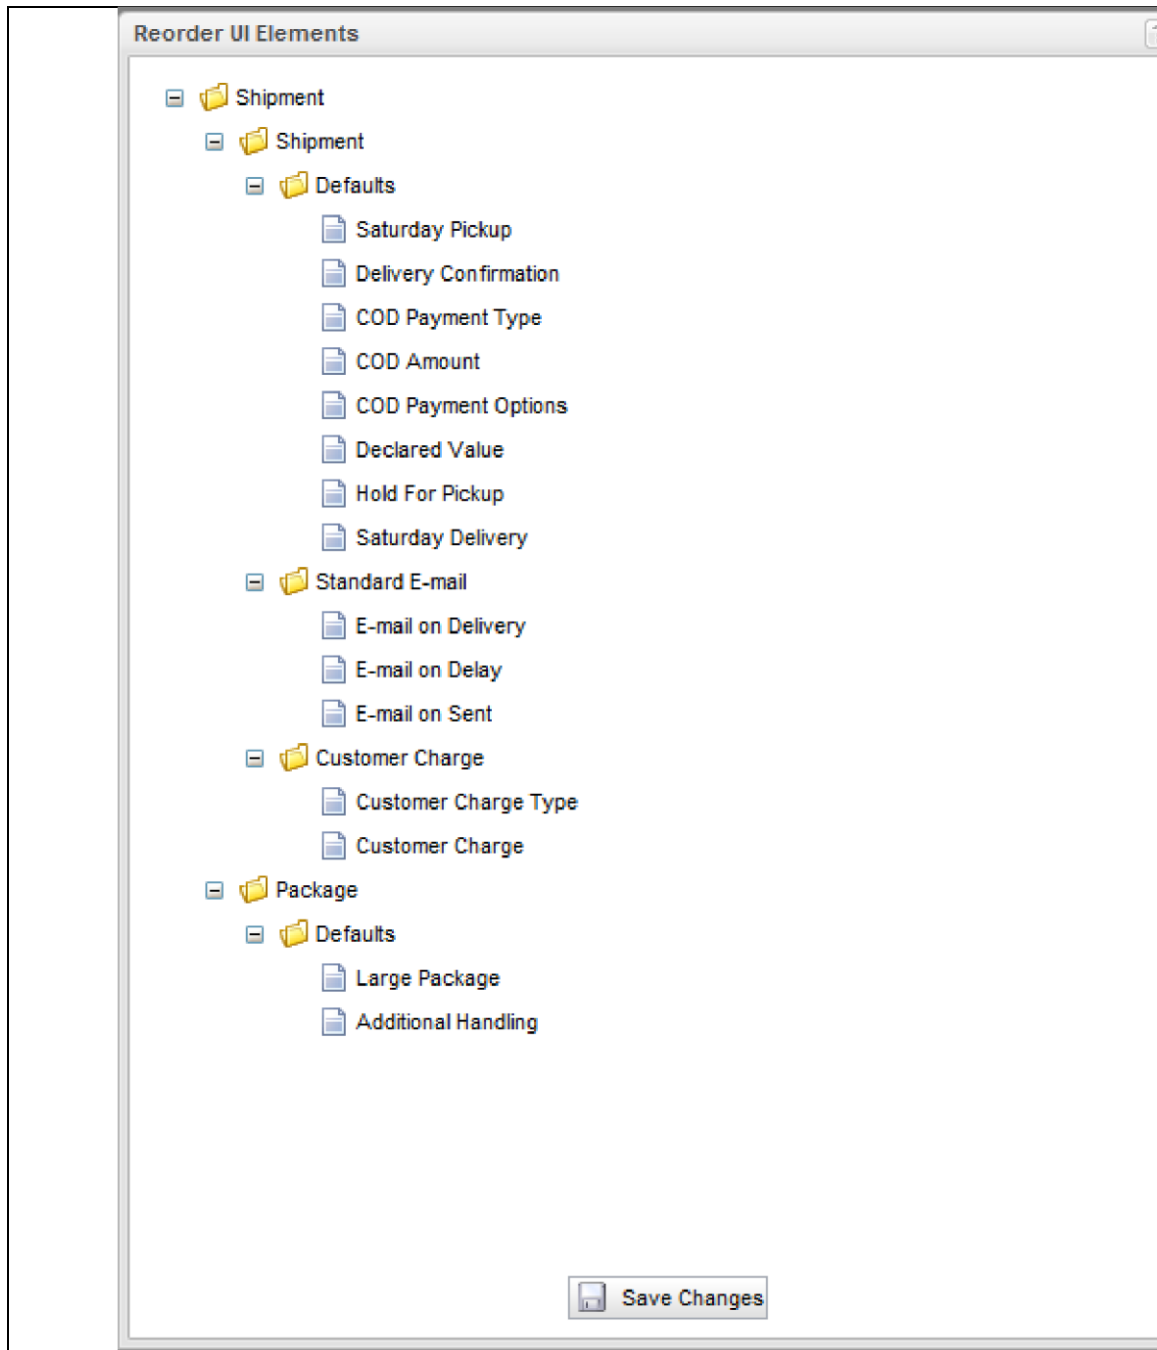 Reorder UI Elements
Shipment
Shipment
Defaults
Saturday Pickup
Delivery Confirmation
COD Payment Type
COD Amount
COD Payment Options
Declared Value
Hold For Pickup
Saturday Delivery
Standard E-mail
E-mail on Delivery
E-mail on Delay
E-mail on Sent
Customer Charge
Customer Charge Type
Customer Charge
Package
Defaults
Large Package
Additional Handling
Save Changes